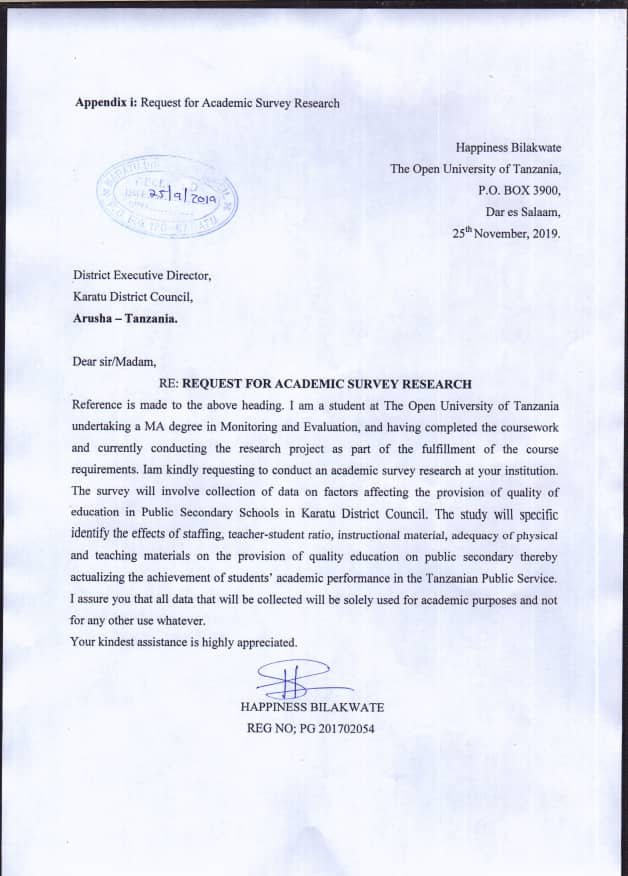 Appendix i: Request for Academic Survey Research
Happiness Bilakwate
The Open University of Tanzania,
P.O. BOX 3900,
Dar es Salaam,
25th November, 2019.
25/9/2019
District Executive Director,
Karatu District Council,
Arusha – Tanzania.
Dear sir/Madam,
RE: REQUEST FOR ACADEMIC SURVEY RESEARCH
Reference is made to the above heading. I am a student at The Open University of Tanzania
undertaking a MA degree in Monitoring and Evaluation, and having completed the coursework
and currently conducting the research project as part of the fulfillment of the course
requirements. Iam kindly requesting to conduct an academic survey research at your institution.
The survey will involve collection of data on factors affecting the provision of quality of
education in Public Secondary Schools in Karatu District Council. The study will specific
identify the effects of staffing, teacher-student ratio, instructional material, adequacy of physical
and teaching materials on the provision of quality education on public secondary thereby
actualizing the achievement of students' academic performance in the Tanzanian Public Service.
I assure you that all data that will be collected will be solely used for academic purposes and not
for any other use whatever.
Your kindest assistance is highly appreciated.
HAPPINESS BILAKWATE
REG NO; PG 201702054